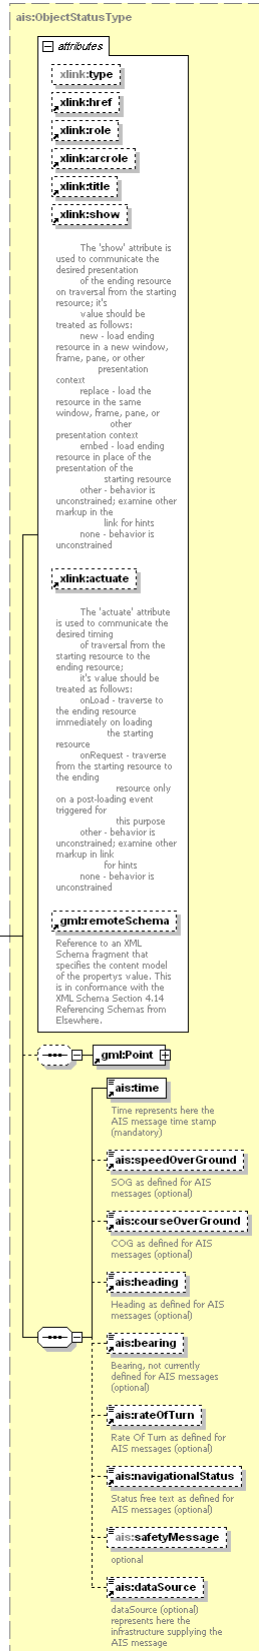 ais:ObjectStatusType
attributes
xlink:type
xlink:href
xlink:role
xlink:arcrole
xlink:title
xlink:show
The 'show' attribute is
used to communicate the
desired presentation
of the ending resource
on traversal from the starting
resource; it's
value should be
treated as follows:
new - load ending
resource in a new window,
frame, pane, or other
presentation
context
replace - load the
resource in the same
window, frame, pane, or
other
presentation context
embed - load ending
resource in place of the
presentation of the
starting resource
other - behavior is
unconstrained; examine other
markup in the
link for hints
none - behavior is
unconstrained
xlink:actuate
The 'actuate' attribute
is used to communicate the
desired timing
of traversal from the
starting resource to the
ending resource;
it's value should be
treated as follows:
onLoad - traverse to
the ending resource
immediately on loading
the starting
resource
onRequest - traverse
from the starting resource to
the ending
resource only
on a post-loading event
triggered for
this purpose
other - behavior is
unconstrained; examine other
markup in link
for hints
none - behavior is
unconstrained
gml:remoteSchema
Reference to an XML
Schema fragment that
specifies the content model
of the propertys value. This
is in conformance with the
XML Schema Section 4.14
Referencing Schemas from
Elsewhere.
gml:Point
ais:time
Time represents here the
AIS message time stamp
(mandatory)
ais:speedOverGround
SOG as defined for AIS
messages (optional)
ais:courseOverGround
COG as defined for AIS
messages (optional)
ais:heading
Heading as defined for AIS
messages (optional)
ais:bearing
Bearing, not currently
defined for AIS messages
(optional)
ais:rateOfTurn
Rate Of Turn as defined for
AIS messages (optional)
ais:navigationalStatus
Status free text as defined for
AIS messages (optional)
ais:safetyMessage
optional
ais:dataSource
dataSource (optional)
represents here the
infrastructure supplying the
AIS message